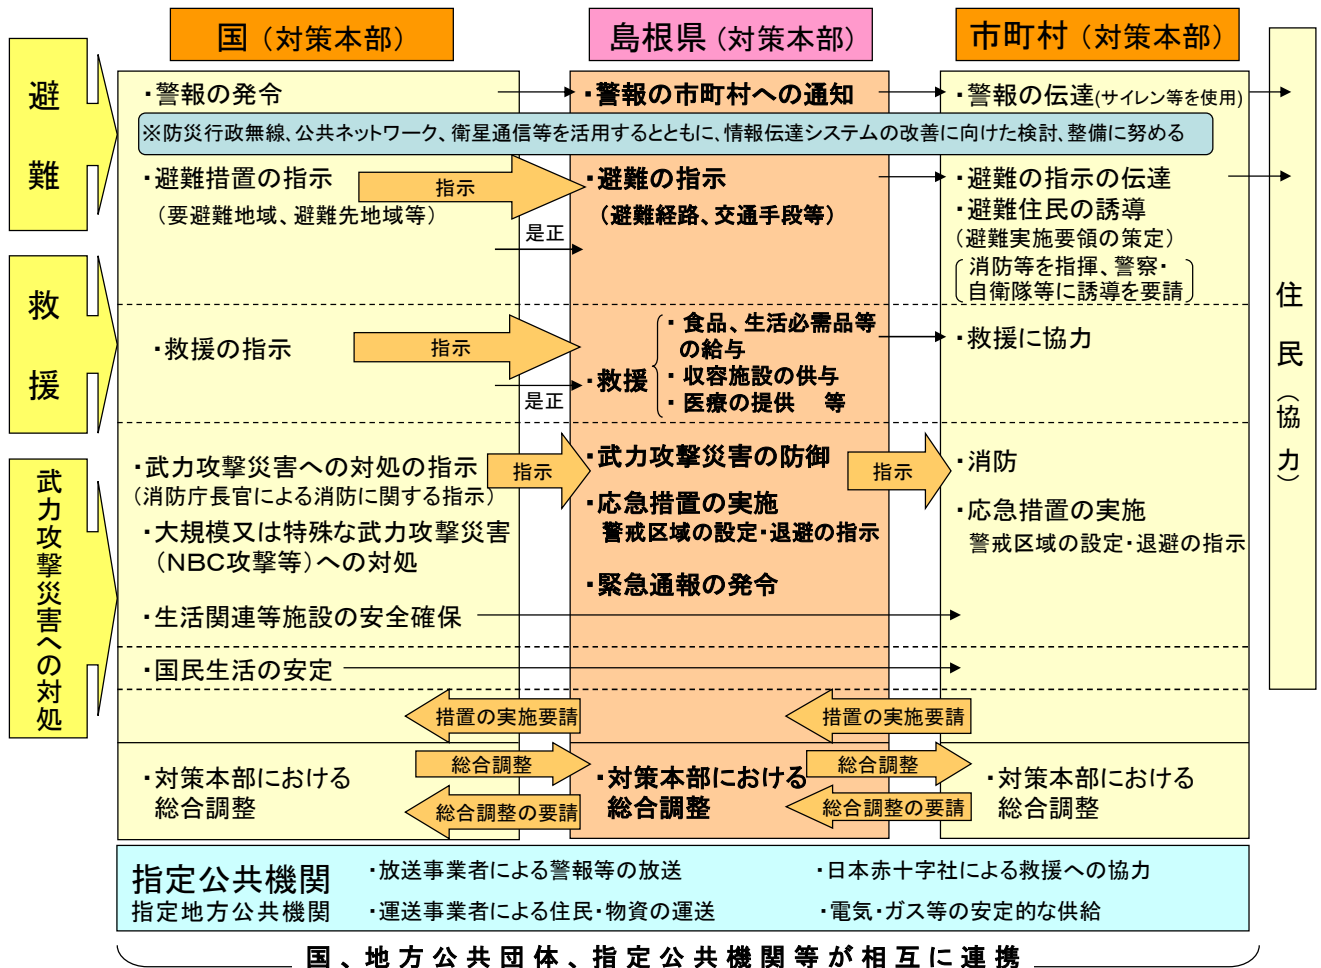 国（対策本部）
島根県（対策本部）
市町村（対策本部）
避難
・警報の発令
・警報の市町村への通知
・警報の伝達(サイレン等を使用)
※防災行政無線、公共ネットワーク、衛星通信等を活用するとともに、情報伝達システムの改善に向けた検討、整備に努める
・避難措置の指示
（要避難地域、避難先地域等）
指示
是正
・避難の指示
（避難経路、交通手段等）
・避難の指示の伝達
・避難住民の誘導
（避難実施要領の策定）
消防等を指揮、警察・
自衛隊等に誘導を要請
救援
・救援の指示
指示
是正
・救援
・食品、生活必需品等
の給与
・収容施設の供与
・医療の提供　等
・救援に協力
武力攻撃災害への対処
・武力攻撃災害への対処の指示
（消防庁長官による消防に関する指示）
・大規模又は特殊な武力攻撃災害
（NBC攻撃等）への対処
・生活関連等施設の安全確保
・国民生活の安定
指示
・武力攻撃災害の防御
・応急措置の実施
警戒区域の設定・退避の指示
・緊急通報の発令
指示
・消防
・応急措置の実施
警戒区域の設定・退避の指示
措置の実施要請
措置の実施要請
・対策本部における
総合調整
総合調整
総合調整の要請
・対策本部における
総合調整
総合調整
総合調整の要請
・対策本部における
総合調整
住民（協力）
指定公共機関
指定地方公共機関
・放送事業者による警報等の放送
・日本赤十字社による救援への協力
・運送事業者による住民・物資の運送
・電気・ガス等の安定的な供給
国、地方公共団体、指定公共機関等が相互に連携